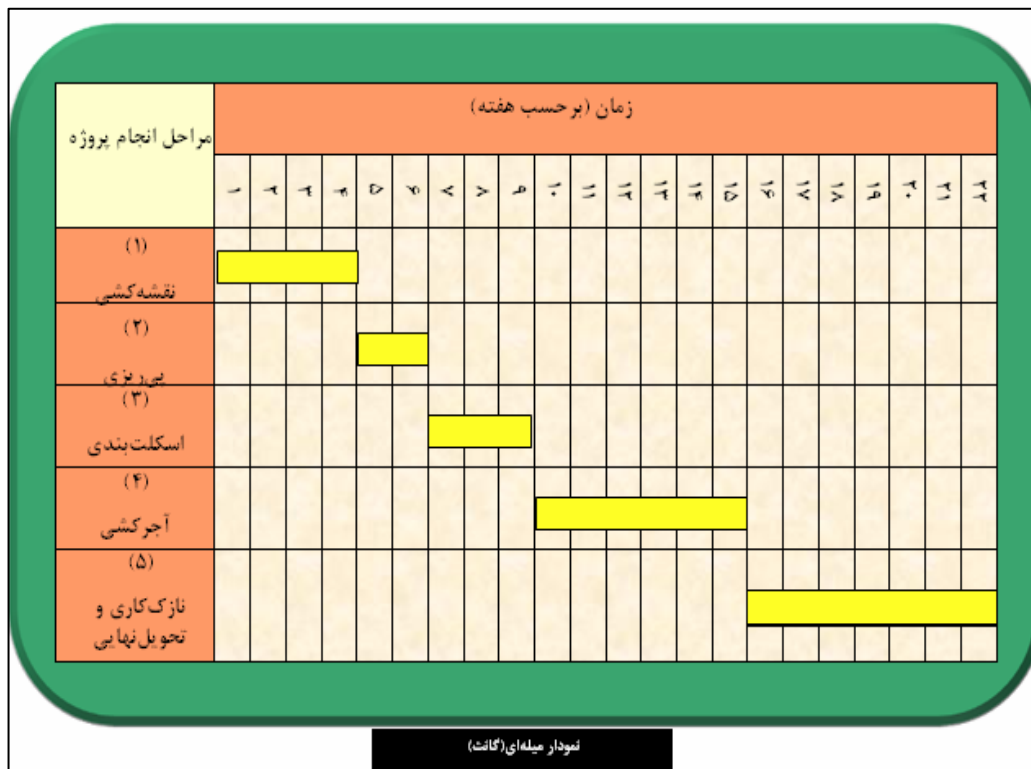 زمان (برحسب هفته)
مراحل انجام پروژه
۱ ۲ ۳ ۴ ۵ ۶ ۷ ۸ ۹ ۱۰ ۱۱ ۱۲ ۱۳ ۱۴ ۱۵ ۱۶ ۱۷ ۱۸ ۱۹ ۲۰ ۲۱ ۲۲
(۱)
نقشه‌کشی
(۲)
پی‌ریزی
(۳)
اسکلت‌بندی
(۴)
آجرکشی
(۵)
نازک‌کاری و
تحویل‌نهایی
نمودار میله‌ای(گانت)